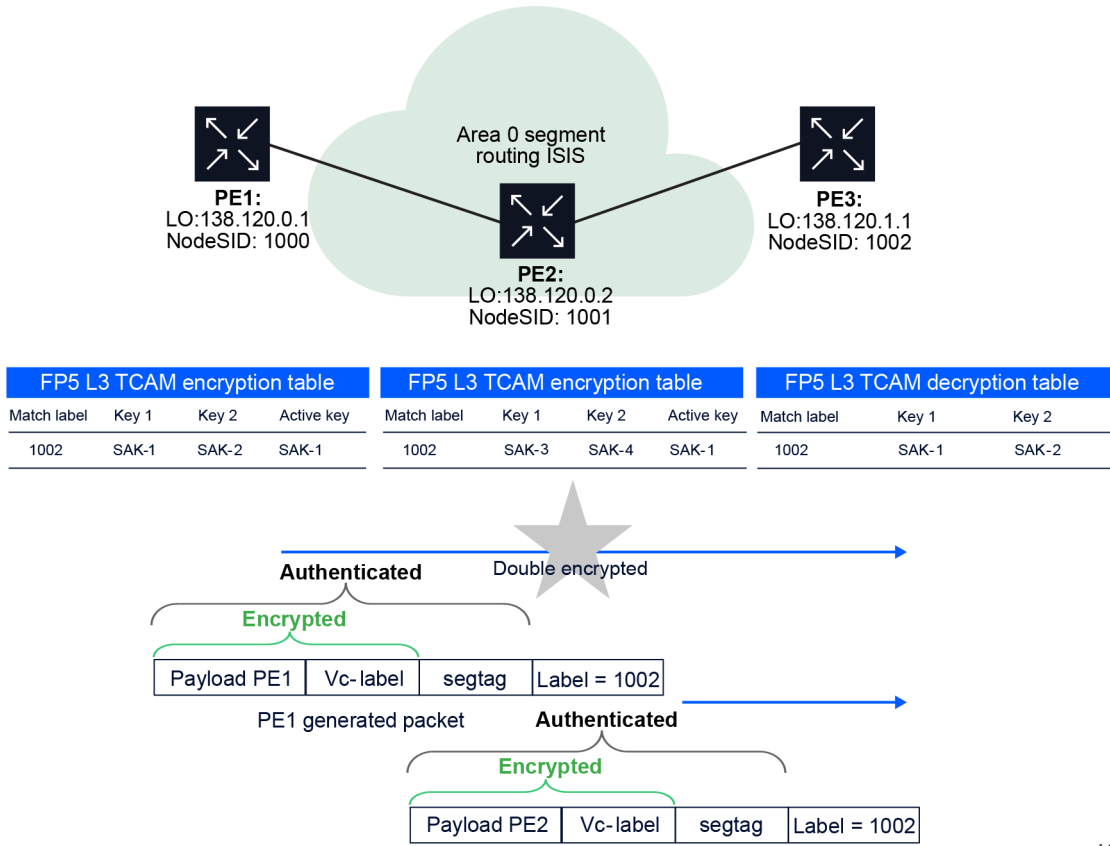 Area 0 segment
routing ISIS
PE1:
LO:138.120.0.1
NodeSID: 1000
PE3:
LO:138.120.1.1
NodeSID: 1002
PE2:
LO:138.120.0.2
NodeSID: 1001
FP5 L3 TCAM encryption table
Match label Key 1 Key 2 Active key
1002 SAK-1 SAK-2 SAK-1
FP5 L3 TCAM encryption table
Match label Key 1 Key 2 Active key
1002 SAK-3 SAK-4 SAK-1
FP5 L3 TCAM decryption table
Match label Key 1 Key 2
1002 SAK-1 SAK-2
Double encrypted
Authenticated
Encrypted
Payload PE1 Vc-label segtag Label = 1002
PE1 generated packet
Authenticated
Encrypted
Payload PE2 Vc-label segtag Label = 1002